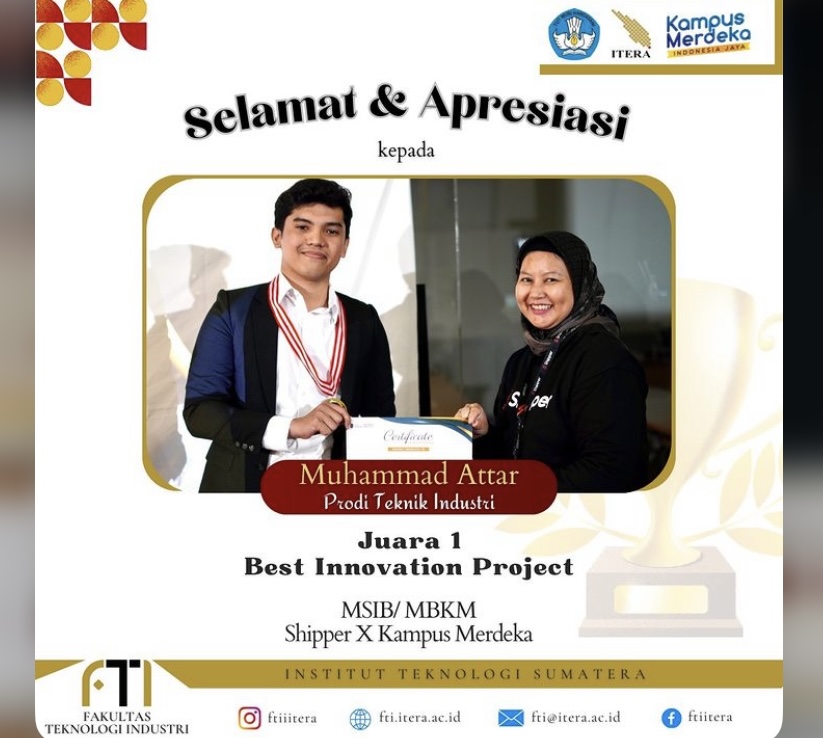 ITERA
Kampus
Merdeka
INDONESIA JAYA
Selamat & Apresiasi
kepada
Certificate
Muhammad Attar
Prodi Teknik Industri
Juara 1
Best Innovation Project
MSIB/ MBKM
Shipper X Kampus Merdeka
INSTITUT TEKNOLOGI SUMATERA
FTI
FAKULTAS
TEKNOLOGI INDUSTRI
ftiiitera
fti.itera.ac.id
fti@itera.ac.id
ftiitera